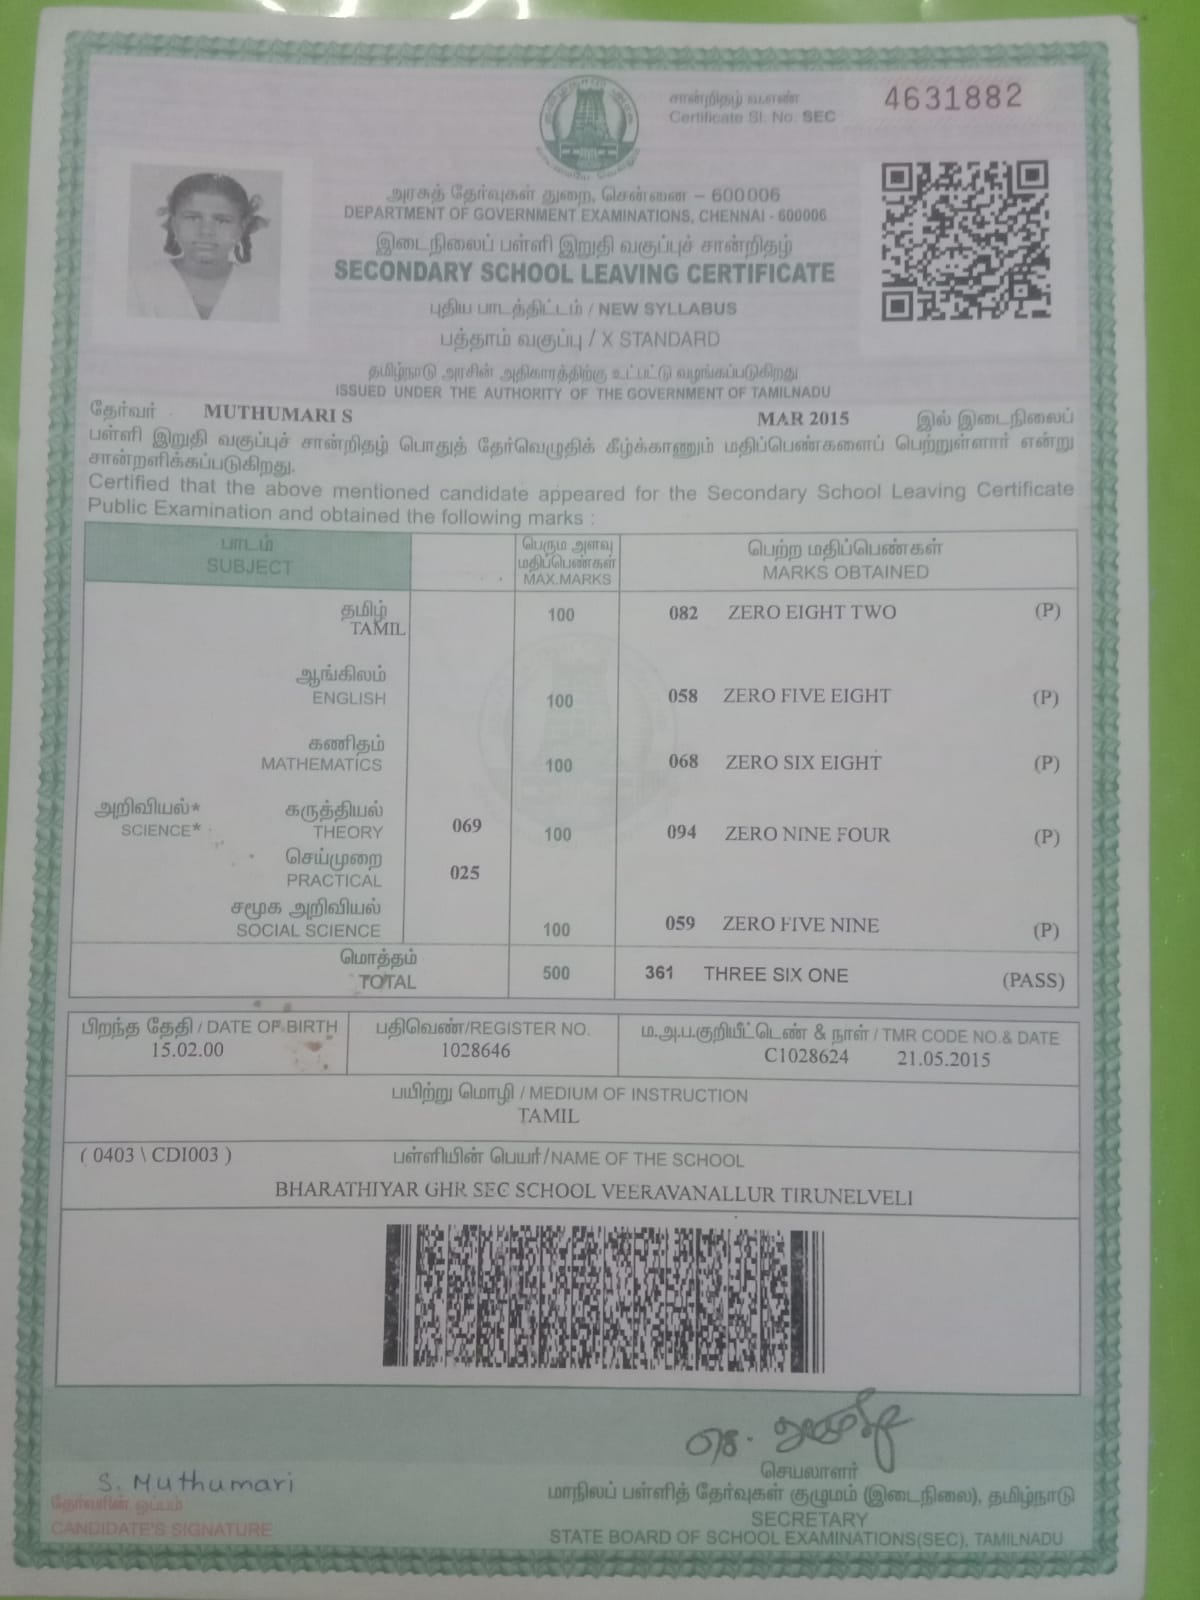 சான்றிதழ் வ.எண்
Certificate Sl. No. SEC 4631882
அரசுத் தேர்வுகள் துறை, சென்னை – 600006
DEPARTMENT OF GOVERNMENT EXAMINATIONS, CHENNAI - 600006
இடைநிலைப் பள்ளி இறுதி வகுப்புச் சான்றிதழ்
SECONDARY SCHOOL LEAVING CERTIFICATE
புதிய பாடத்திட்டம் / NEW SYLLABUS
பத்தாம் வகுப்பு / X STANDARD
தமிழ்நாடு அரசின் அதிகாரத்திற்கு உட்பட்டு வழங்கப்படுகிறது
ISSUED UNDER THE AUTHORITY OF THE GOVERNMENT OF TAMILNADU
தேர்வர் MUTHUMARI S MAR 2015 இல் இடைநிலைப்
பள்ளி இறுதி வகுப்புச் சான்றிதழ் பொதுத் தேர்வெழுதிக் கீழ்க்காணும் மதிப்பெண்களைப் பெற்றுள்ளார் என்று
சான்றளிக்கப்படுகிறது.
Certified that the above mentioned candidate appeared for the Secondary School Leaving Certificate
Public Examination and obtained the following marks :
பாடம்
SUBJECT
பெரும அளவு
மதிப்பெண்கள்
MAX.MARKS
பெற்ற மதிப்பெண்கள்
MARKS OBTAINED
தமிழ்
TAMIL 100 082 ZERO EIGHT TWO (P)
ஆங்கிலம்
ENGLISH 100 058 ZERO FIVE EIGHT (P)
கணிதம்
MATHEMATICS 100 068 ZERO SIX EIGHT (P)
அறிவியல்* கருத்தியல்
SCIENCE* THEORY 069 100 094 ZERO NINE FOUR (P)
செய்முறை
PRACTICAL 025
சமூக அறிவியல்
SOCIAL SCIENCE 100 059 ZERO FIVE NINE (P)
மொத்தம்
TOTAL 500 361 THREE SIX ONE (PASS)
பிறந்த தேதி / DATE OF BIRTH பதிவெண்/REGISTER NO. ம.அ.ப.குறியீட்டெண் & நாள் / TMR CODE NO.& DATE
15.02.00 1028646 C1028624 21.05.2015
பயிற்று மொழி / MEDIUM OF INSTRUCTION
TAMIL
( 0403 \ CDI003 ) பள்ளியின் பெயர்/NAME OF THE SCHOOL
BHARATHIYAR GHR SEC SCHOOL VEERAVANALLUR TIRUNELVELI
S. Muthumari
தேர்வரின் ஒப்பம்
CANDIDATE'S SIGNATURE
செயலாளர்
மாநிலப் பள்ளித் தேர்வுகள் குழுமம் (இடைநிலை), தமிழ்நாடு
SECRETARY
STATE BOARD OF SCHOOL EXAMINATIONS(SEC), TAMILNADU